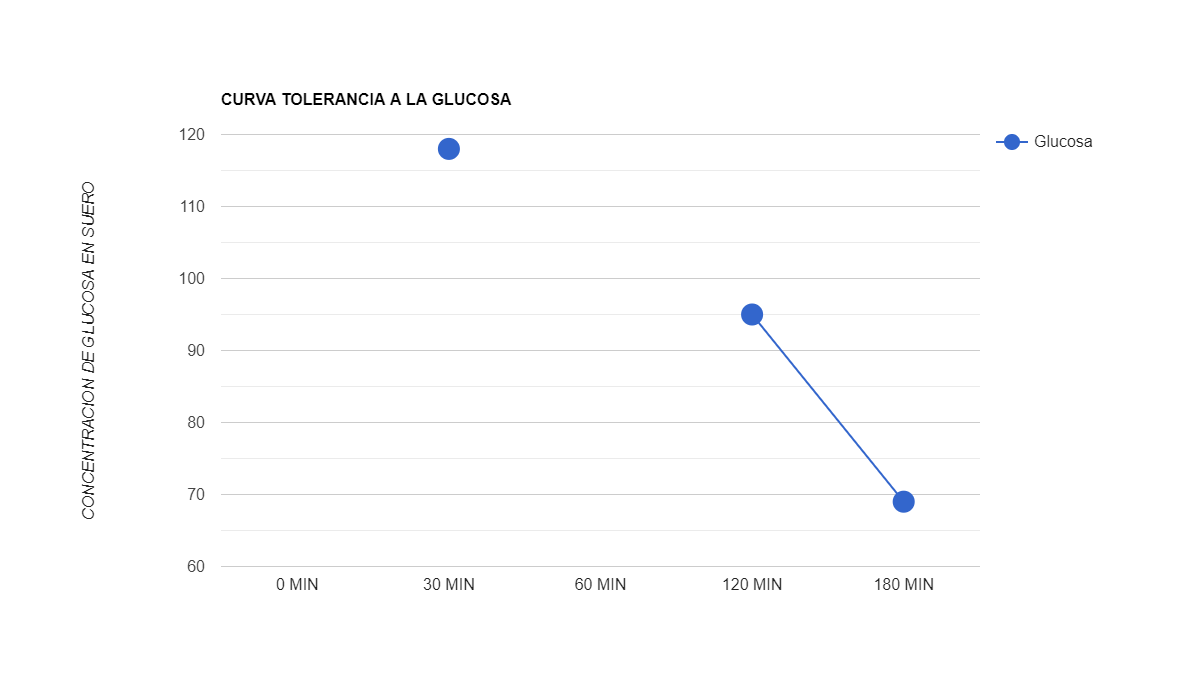 CURVA TOLERANCIA A LA GLUCOSA
Glucosa
CONCENTRACION DE GLUCOSA EN SUERO
120
110
100
90
80
70
60
0 MIN
30 MIN
60 MIN
120 MIN
180 MIN